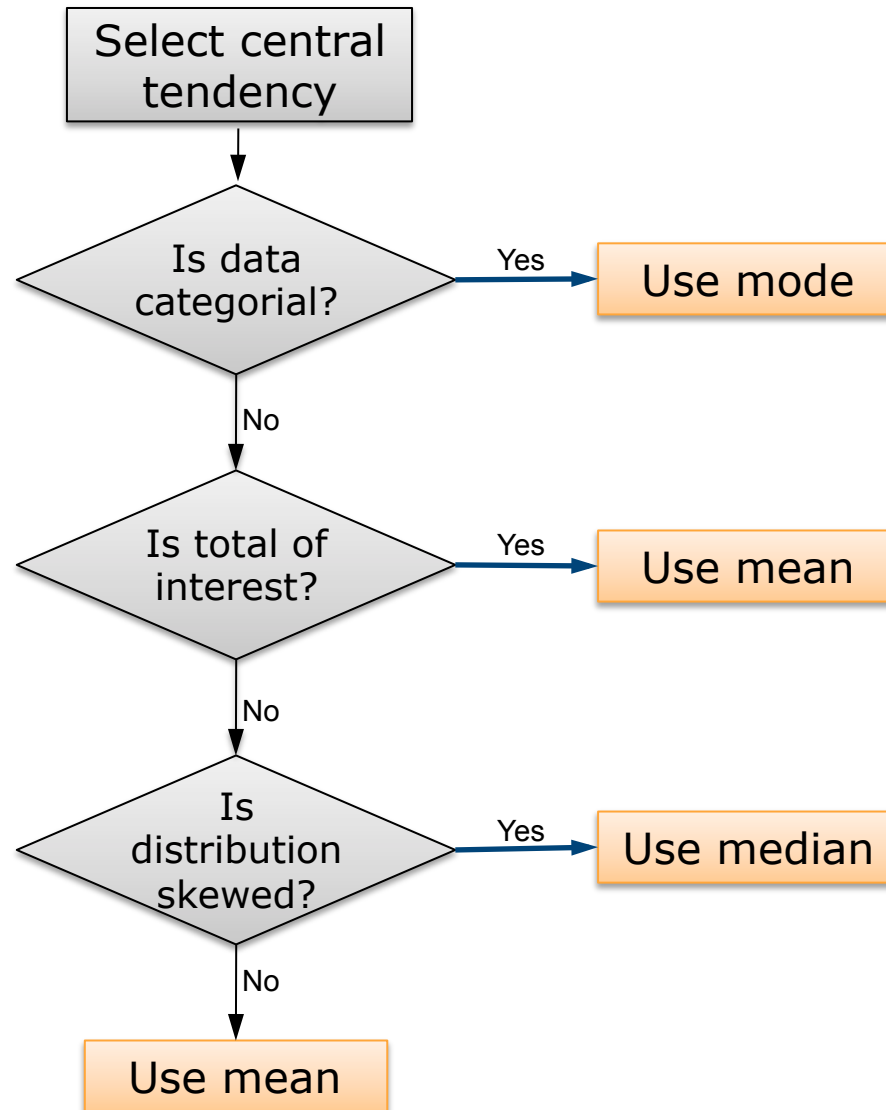 Select central
tendency
Is data
categorial?
Yes
Use mode
No
Is total of
interest?
Yes
Use mean
No
Is
distribution
skewed?
Yes
Use median
No
Use mean